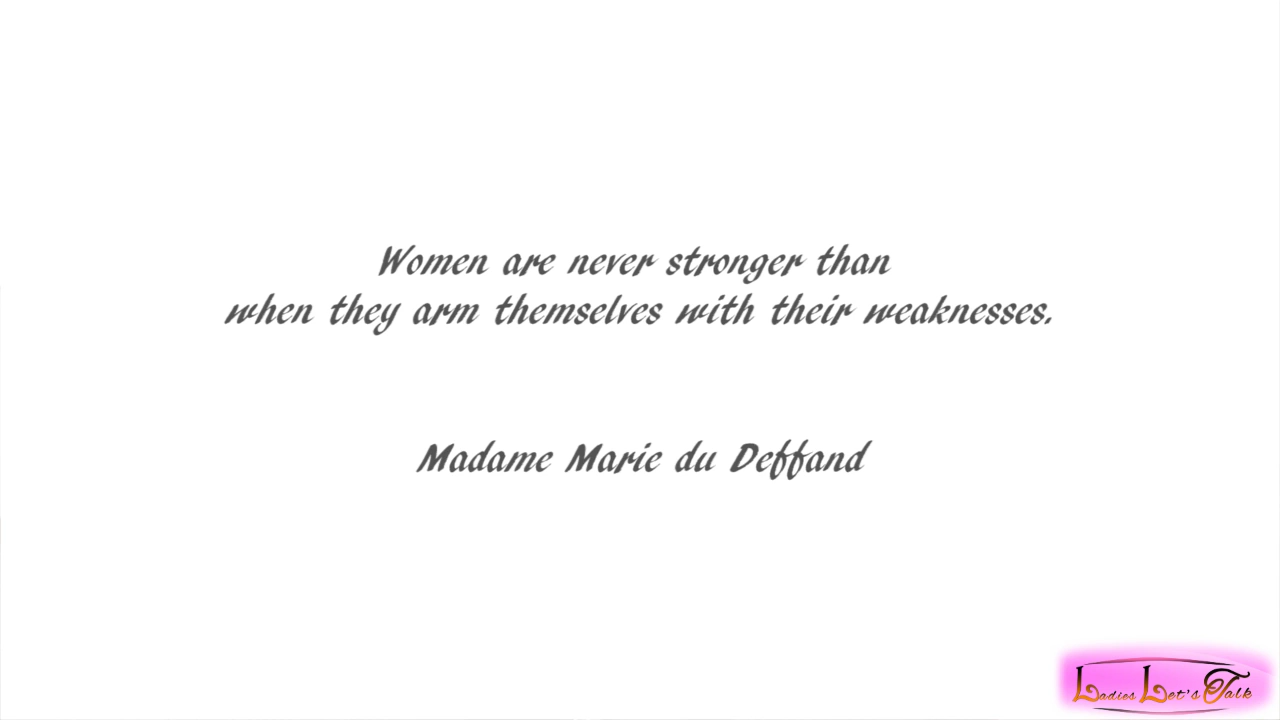 Women are never stronger than
when they arm themselves with their weaknesses.
Madame Marie du Deffand
Ladies Let's Talk